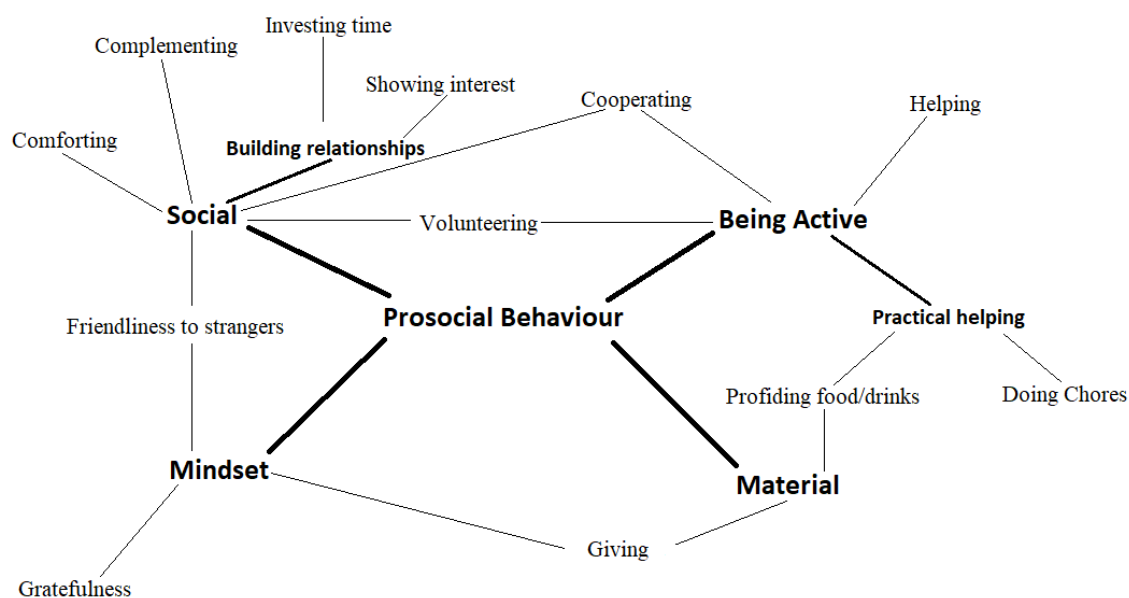 Investing time
Complementing
Showing interest
Cooperating
Helping
Comforting
Building relationships
Social
Volunteering
Being Active
Friendliness to strangers
Prosocial Behaviour
Practical helping
Profiding food/drinks
Doing Chores
Mindset
Material
Giving
Gratefulness